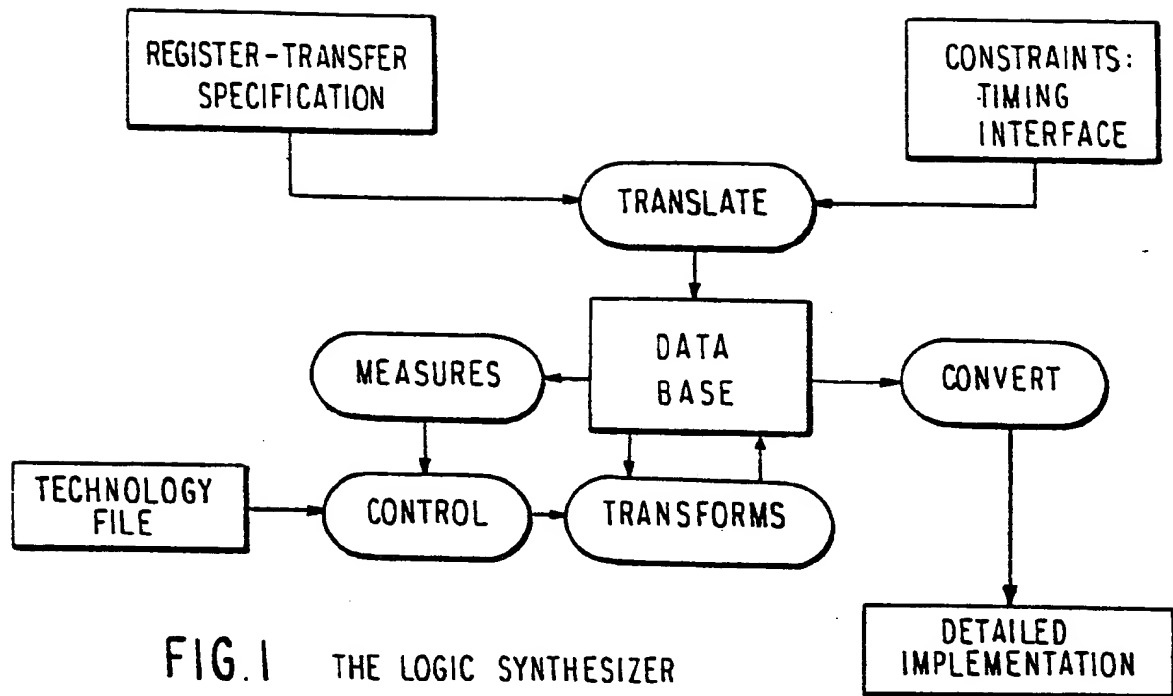 REGISTER-TRANSFER
SPECIFICATION
CONSTRAINTS:
TIMING
INTERFACE
TRANSLATE
DATA
BASE
MEASURES
CONVERT
TECHNOLOGY
FILE
CONTROL
TRANSFORMS
DETAILED
IMPLEMENTATION
FIG. 1 THE LOGIC SYNTHESIZER